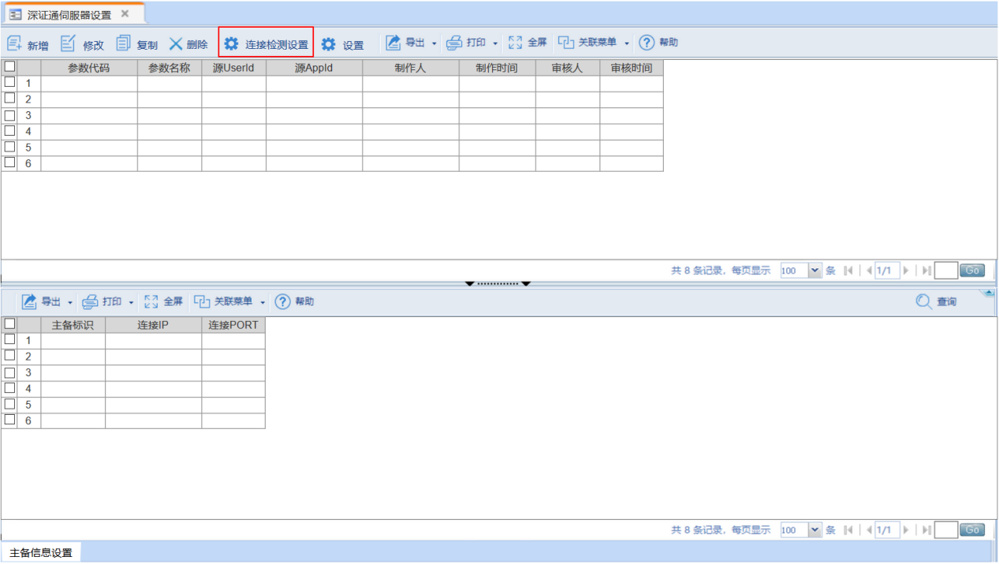 深证通伺服器设置
新增 修改 复制 删除 连接检测设置 设置 导出 打印 全屏 关联菜单 帮助
参数代码 参数名称 源UserId 源AppId 制作人 制作时间 审核人 审核时间
1
2
3
4
5
6
共 8 条记录，每页显示 100 条 1/1 Go
导出 打印 全屏 关联菜单 帮助 查询
主备标识 连接IP 连接PORT
1
2
3
4
5
6
共 8 条记录，每页显示 100 条 1/1 Go
主备信息设置